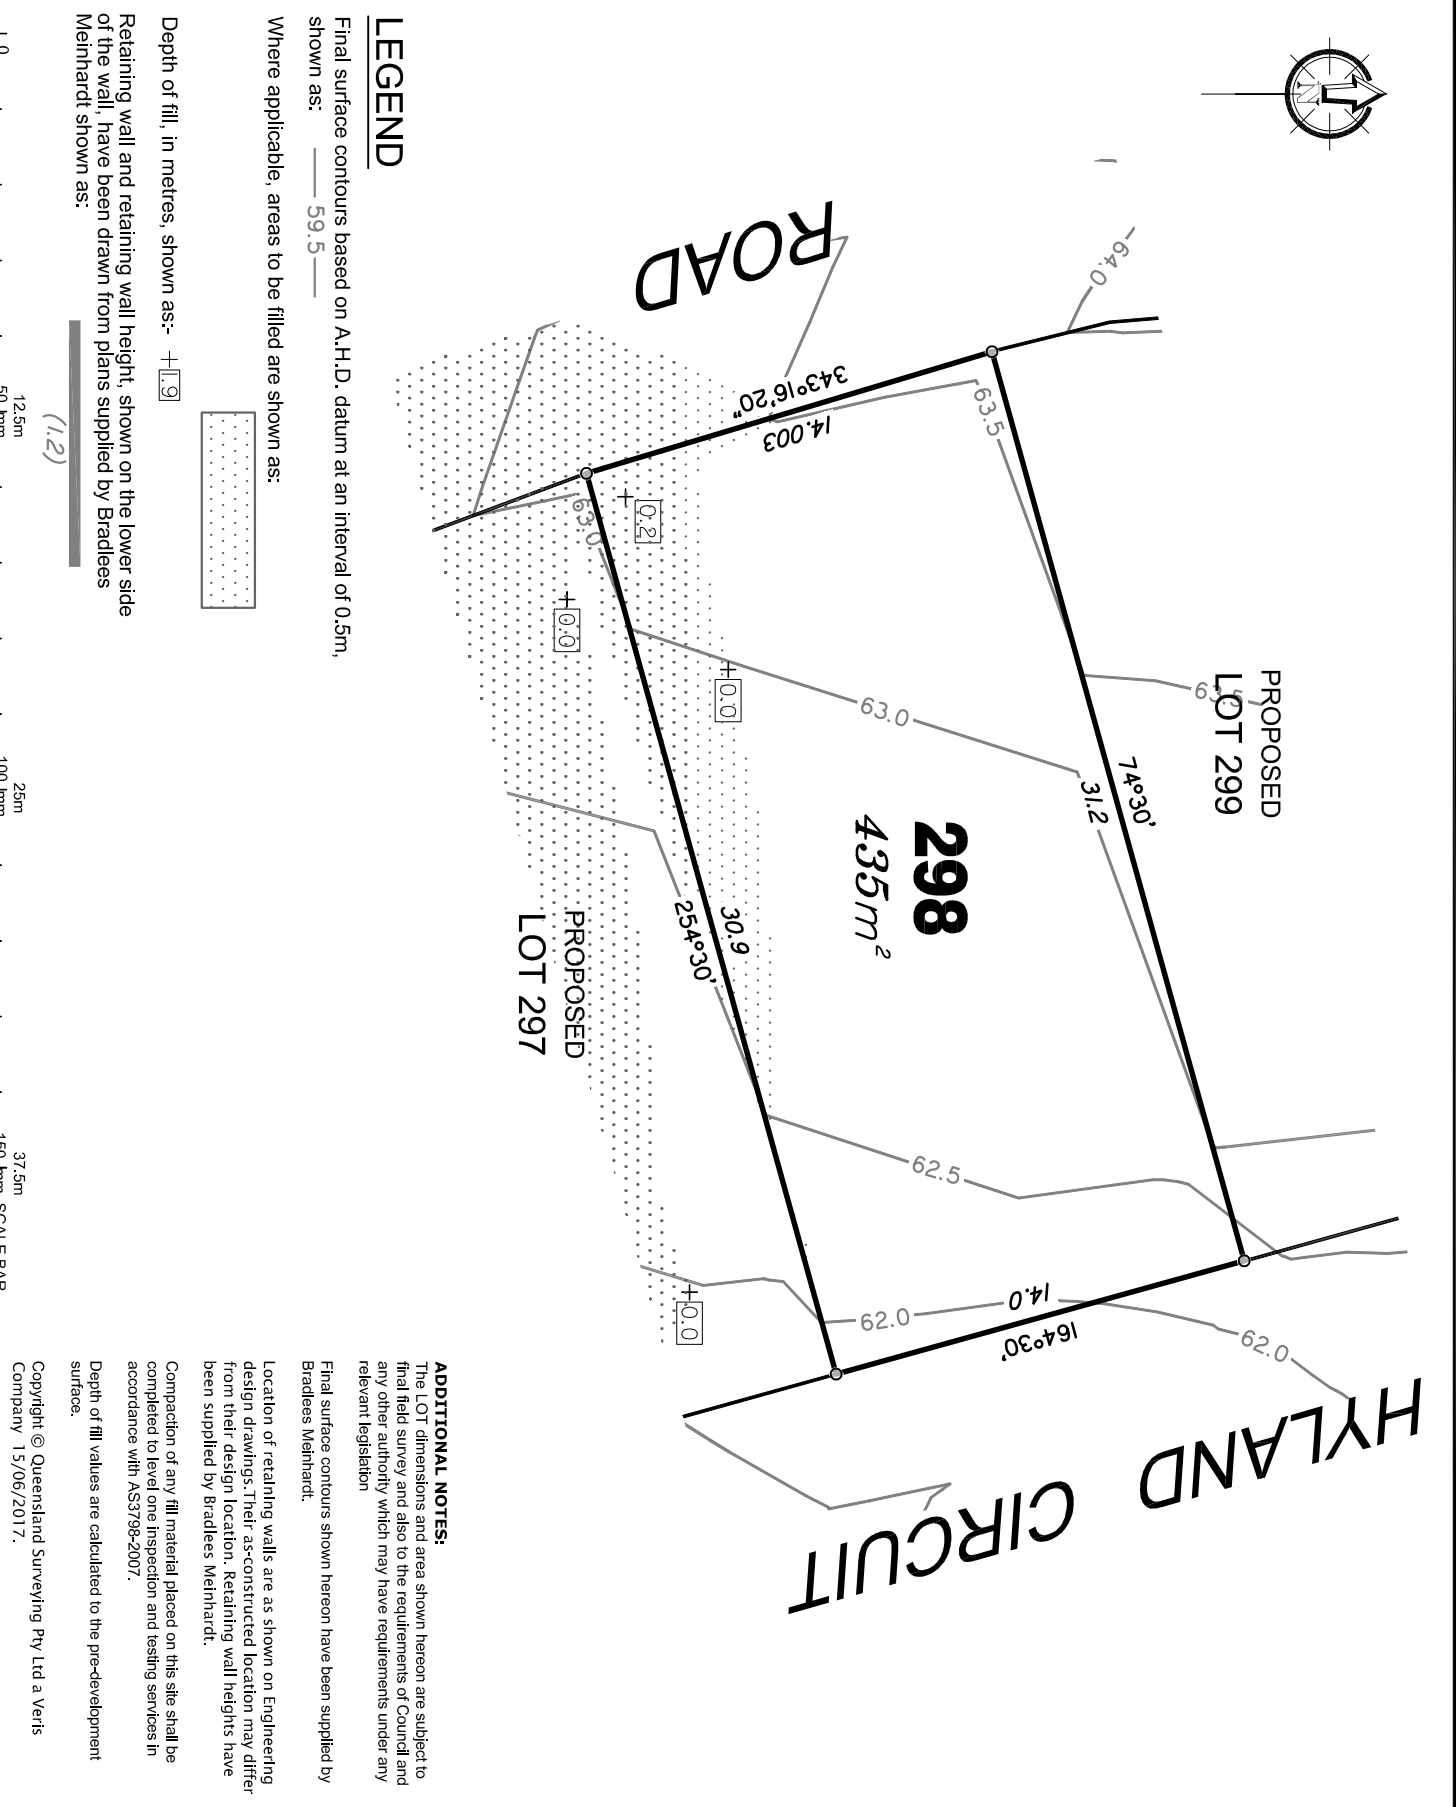 N
ROAD
HYLAND CIRCUIT
64.0
63.5
343°16'20"
14.003
63.0
0.2
0.0
0.0
63.0
63.5
PROPOSED
LOT 299
74°30'
31.2
298
435m²
30.9
254°30'
PROPOSED
LOT 297
62.5
62.0
14.0
164°30'
62.0
0.0
LEGEND
Final surface contours based on A.H.D. datum at an interval of 0.5m,
shown as: 59.5
Where applicable, areas to be filled are shown as:
Depth of fill, in metres, shown as:- +1.9
Retaining wall and retaining wall height, shown on the lower side
of the wall, have been drawn from plans supplied by Bradlees
Meinhardt shown as:
(1.2)
12.5m 25m 37.5m
ADDITIONAL NOTES:
The LOT dimensions and area shown hereon are subject to
final field survey and also to the requirements of Council and
any other authority which may have requirements under any
relevant legislation
Final surface contours shown hereon have been supplied by
Bradlees Meinhardt.
Location of retaining walls are as shown on Engineering
design drawings.Their as-constructed location may differ
from their design location. Retaining wall heights have
been supplied by Bradlees Meinhardt.
Compaction of any fill material placed on this site shall be
completed to level one inspection and testing services in
accordance with AS3798-2007.
Depth of fill values are calculated to the pre-development
surface.
Copyright © Queensland Surveying Pty Ltd a Veris
Company 15/06/2017.